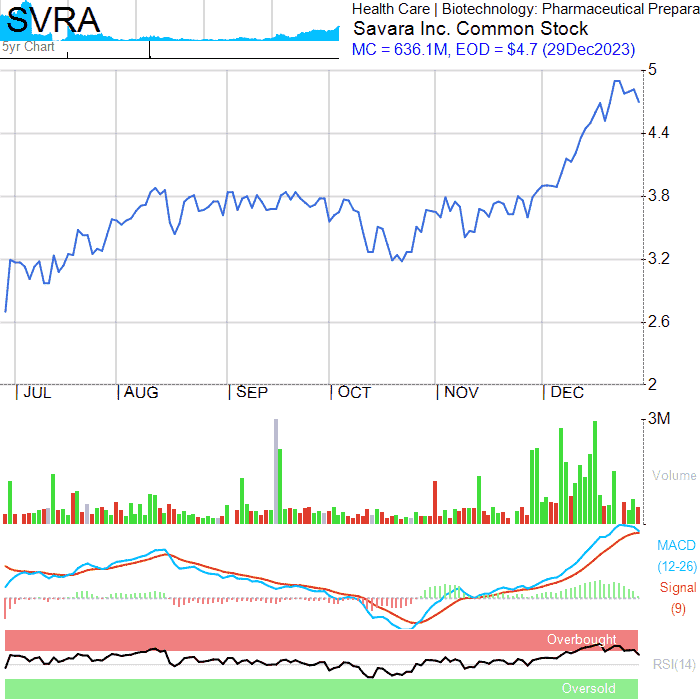 SVRA
5yr Chart
Health Care | Biotechnology: Pharmaceutical Prepara
Savara Inc. Common Stock
MC = 636.1M, EOD = $4.7 (29Dec2023)
5
4.4
3.8
3.2
2.6
2
JUL AUG SEP OCT NOV DEC
3M
Volume
MACD
(12-26)
Signal
(9)
Overbought
RSI(14)
Oversold